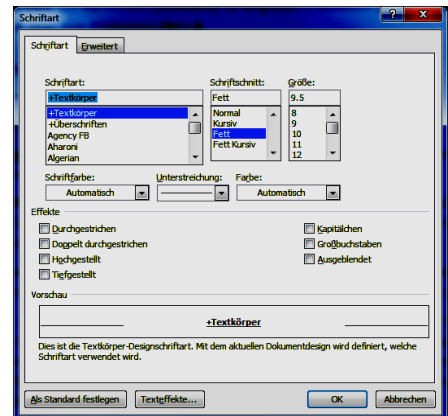 Schriftart
Schriftart Erweitert
Schriftart: Schriftschnitt: Größe:
+Textkörper Fett 9.5
+Textkörper Normal 8
+Überschriften Kursiv 9
Agency FB Fett 10
Aharoni Fett Kursiv 11
Algerian 12
Schriftfarbe: Unterstreichung: Farbe:
Automatisch Automatisch
Effekte
Durchgestrichen Kapitälchen
Doppelt durchgestrichen Großbuchstaben
Hochgestellt Ausgeblendet
Tiefgestellt
Vorschau
+Textkörper
Dies ist die Textkörper-Designschriftart. Mit dem aktuellen Dokumentdesign wird definiert, welche
Schriftart verwendet wird.
Als Standard festlegen Texteffekte... OK Abbrechen